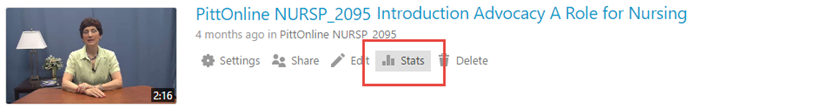 PittOnline NURSP_2095 Introduction Advocacy A Role for Nursing
4 months ago in PittOnline NURSP_2095
Settings Share Edit Stats Delete
2:16